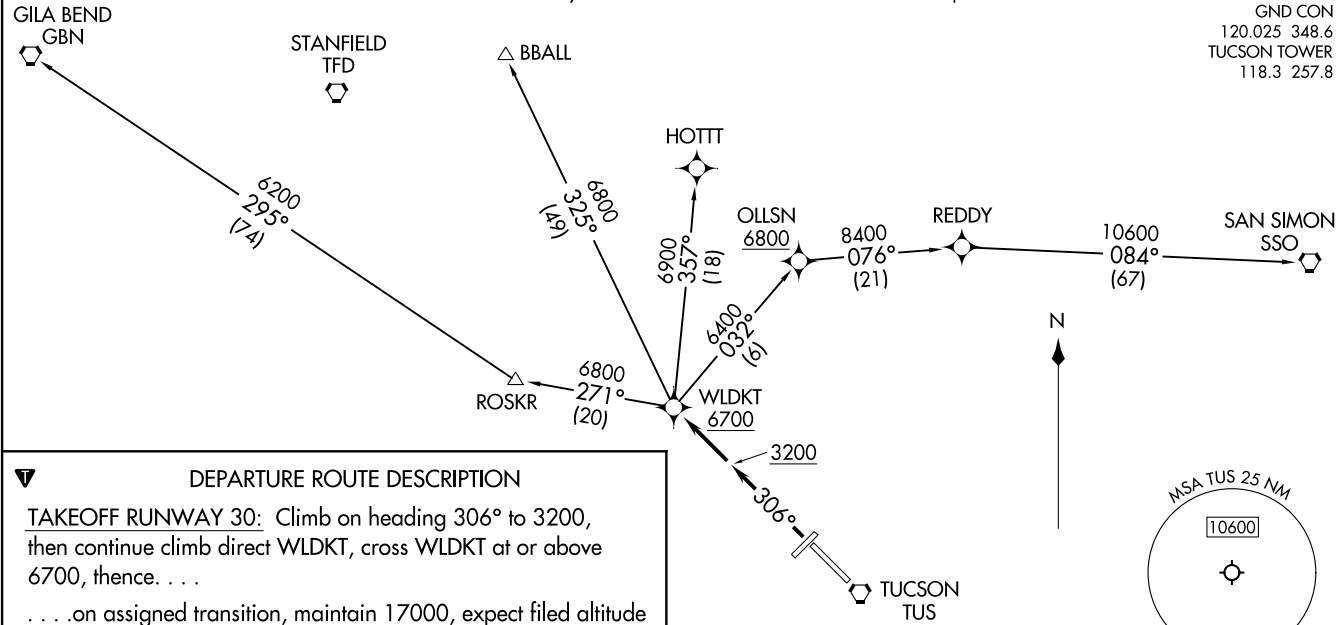 GILA BEND
GBN
STANFIELD
TFD
BBALL
GND CON
120.025 348.6
TUCSON TOWER
118.3 257.8
HOTTT
6200
295°
(74)
6800
325°
(49)
6900
357°
(18)
OLLSN
6800
8400
076°
(21)
REDDY
10600
084°
(67)
SAN SIMON
SSO
6400
032°
(6)
N
ROSKR
6800
271°
(20)
WLDKT
6700
3200
306°
TUCSON
TUS
MSA TUS 25 NM
10600
T
DEPARTURE ROUTE DESCRIPTION
TAKEOFF RUNWAY 30: Climb on heading 306° to 3200,
then continue climb direct WLDKT, cross WLDKT at or above
6700, thence. . . .
. . . .on assigned transition, maintain 17000, expect filed altitude